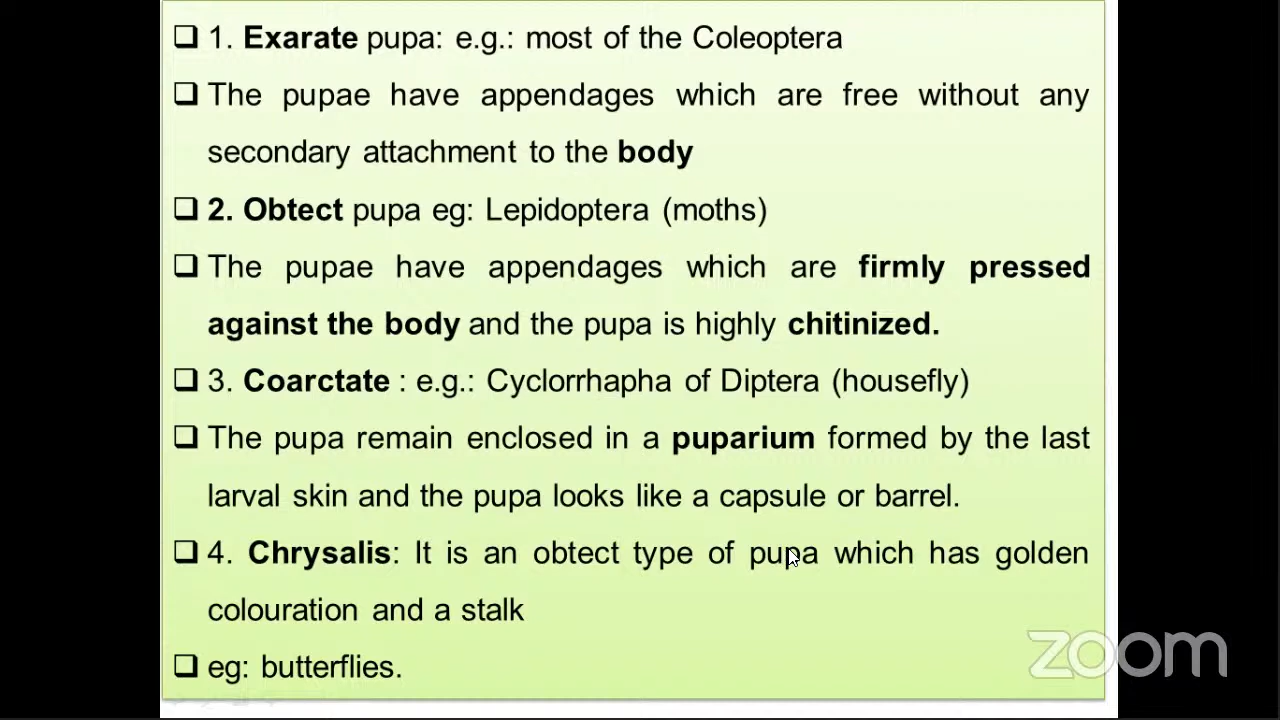 1. Exarate pupa: e.g.: most of the Coleoptera
The pupae have appendages which are free without any
secondary attachment to the body
2. Obtect pupa eg: Lepidoptera (moths)
The pupae have appendages which are firmly pressed
against the body and the pupa is highly chitinized.
3. Coarctate : e.g.: Cyclorrhapha of Diptera (housefly)
The pupa remain enclosed in a puparium formed by the last
larval skin and the pupa looks like a capsule or barrel.
4. Chrysalis: It is an obtect type of pupa which has golden
colouration and a stalk
eg: butterflies.
zoom